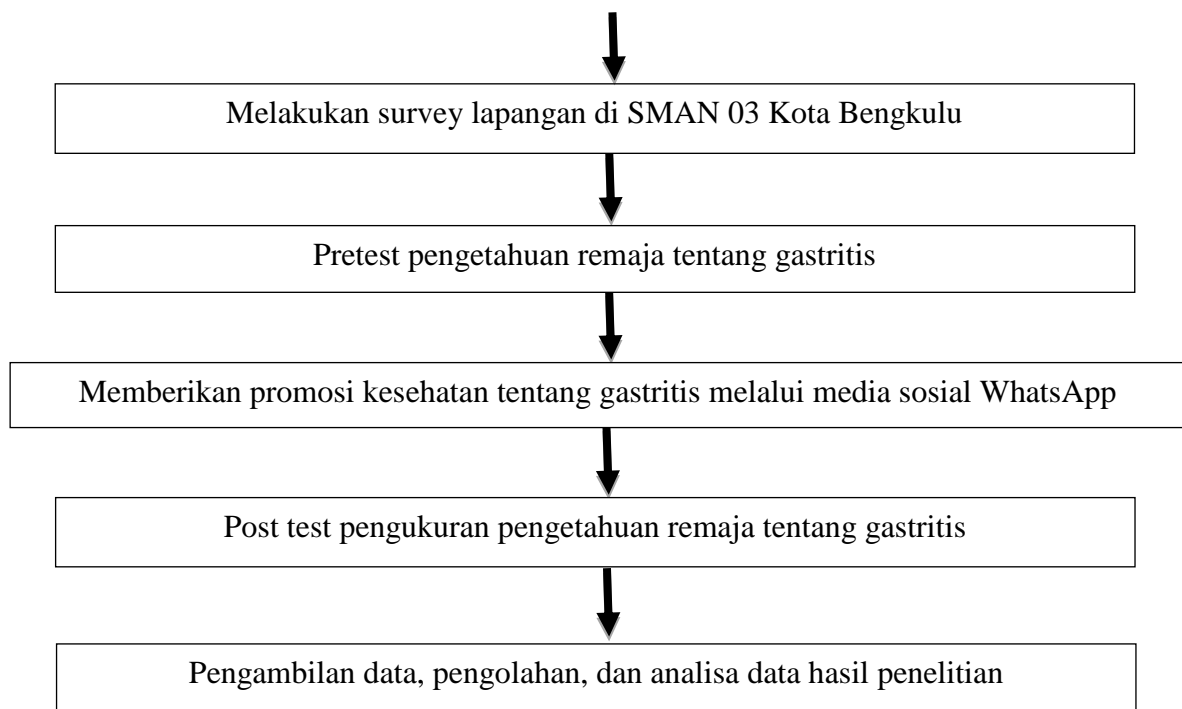 Melakukan survey lapangan di SMAN 03 Kota Bengkulu
Pretest pengetahuan remaja tentang gastritis
Memberikan promosi kesehatan tentang gastritis melalui media sosial WhatsApp
Post test pengukuran pengetahuan remaja tentang gastritis
Pengambilan data, pengolahan, dan analisa data hasil penelitian